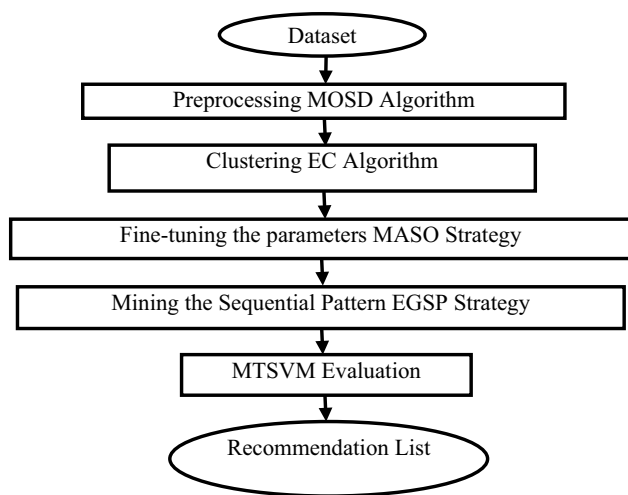 Dataset
Preprocessing MOSD Algorithm
Clustering EC Algorithm
Fine-tuning the parameters MASO Strategy
Mining the Sequential Pattern EGSP Strategy
MTSVM Evaluation
Recommendation List